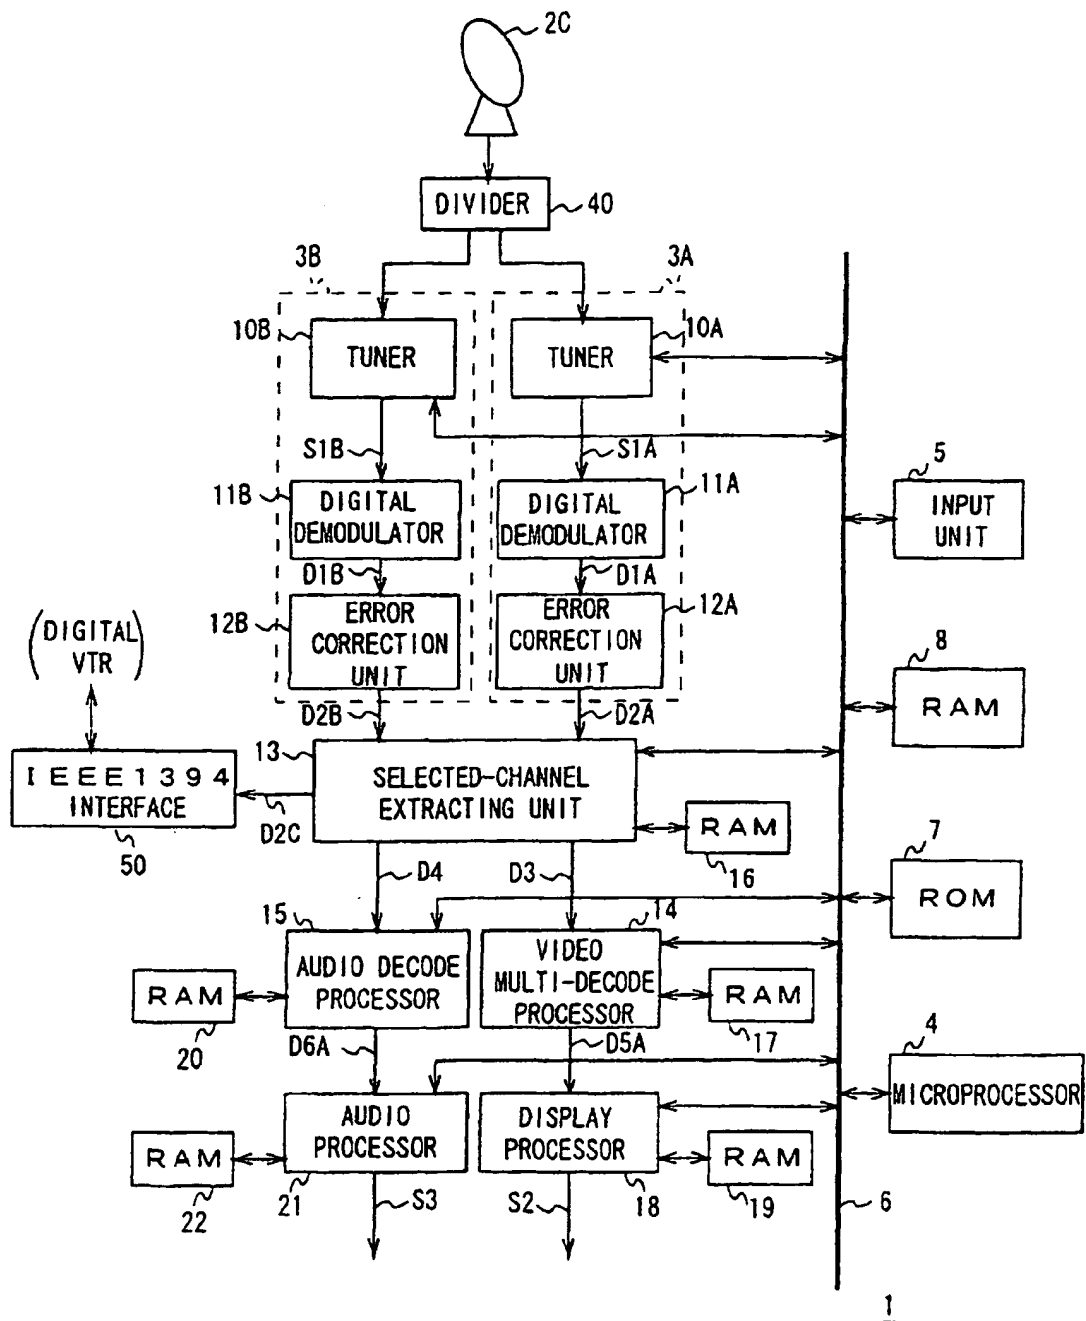 2C
DIVIDER
40
3B
3A
10B
TUNER
TUNER
10A
S1B
S1A
5
11B
DIGITAL
DEMODULATOR
DIGITAL
DEMODULATOR
11A
INPUT
UNIT
D1B
D1A
(DIGITAL
VTR)
12B
ERROR
CORRECTION
UNIT
ERROR
CORRECTION
UNIT
12A
8
RAM
D2B
D2A
13
SELECTED-CHANNEL
EXTRACTING UNIT
IEEE1394
INTERFACE
D2C
50
RAM
16
7
ROM
D4
D3
15
14
AUDIO DECODE
PROCESSOR
VIDEO
MULTI-DECODE
PROCESSOR
RAM
20
RAM
17
D6A
D5A
4
MICROPROCESSOR
AUDIO
PROCESSOR
DISPLAY
PROCESSOR
RAM
22
RAM
19
21
S3
S2
18
6
1